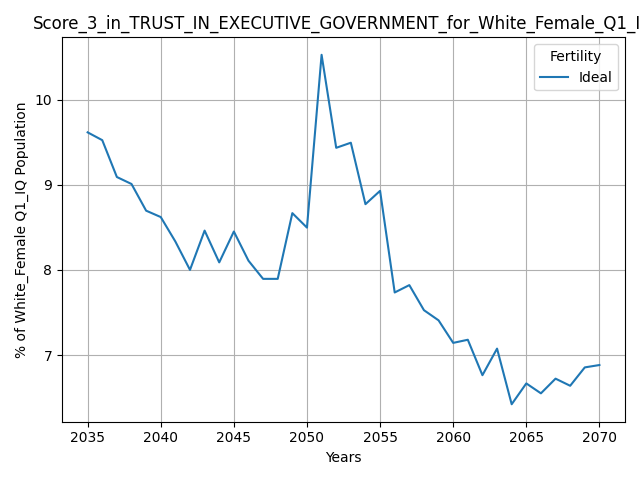 Score_3_in_TRUST_IN_EXECUTIVE_GOVERNMENT_for_White_Female_Q1_I
Fertility
Ideal
% of White_Female Q1_IQ Population
10
9
8
7
2035 2040 2045 2050 2055 2060 2065 2070
Years